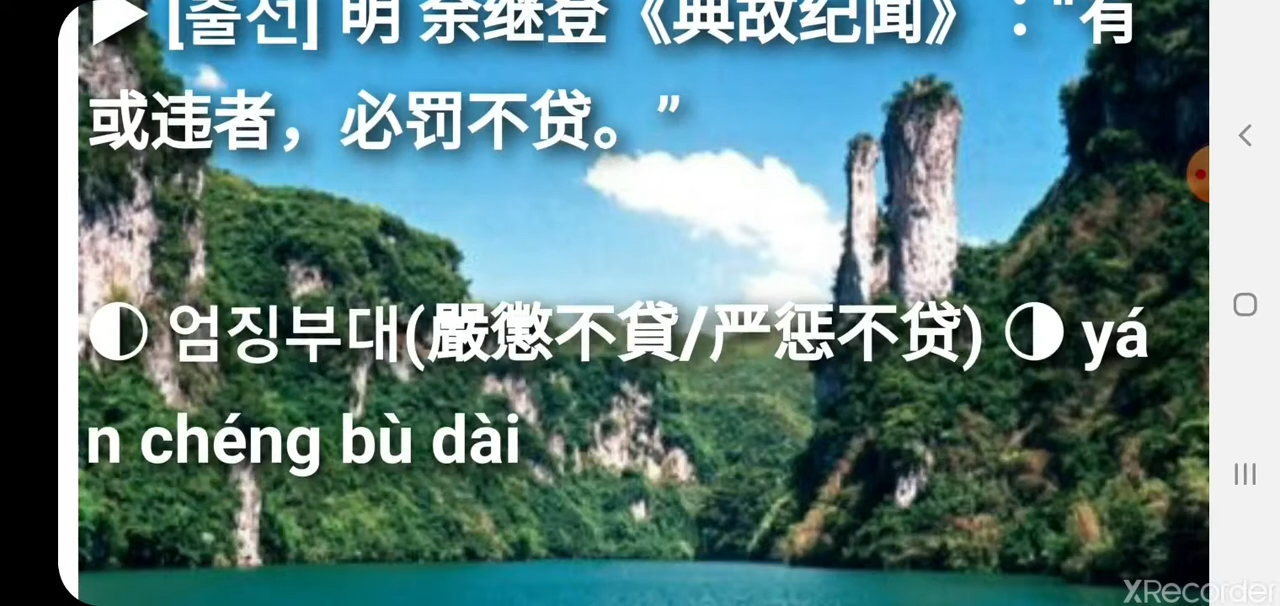 ▶ [출전] 明 余继登《典故纪闻》："有
或违者，必罚不贷。”
◐ 엄징부대(嚴懲不貸/严惩不贷) ◑ yá
n chéng bù dài
XRecorder